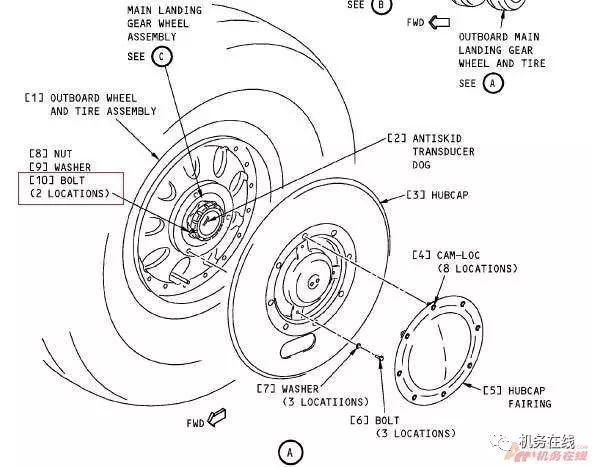 MAIN LANDING
GEAR WHEEL
ASSEMBLY
SEE C
SEE B
FWD
OUTBOARD MAIN
LANDING GEAR
WHEEL AND TIRE
SEE A
[1] OUTBOARD WHEEL
AND TIRE ASSEMBLY
[8] NUT
[9] WASHER
[10] BOLT
(2 LOCATIONS)
[2] ANTISKID
TRANSDUCER
DOG
[3] HUBCAP
[4] CAM-LOC
(8 LOCATIONS)
[7] WASHER
(3 LOCATIIONS)
[6] BOLT
(3 LOCATIONS)
[5] HUBCAP
FAIRING
FWD
A
机务在线
机务在线